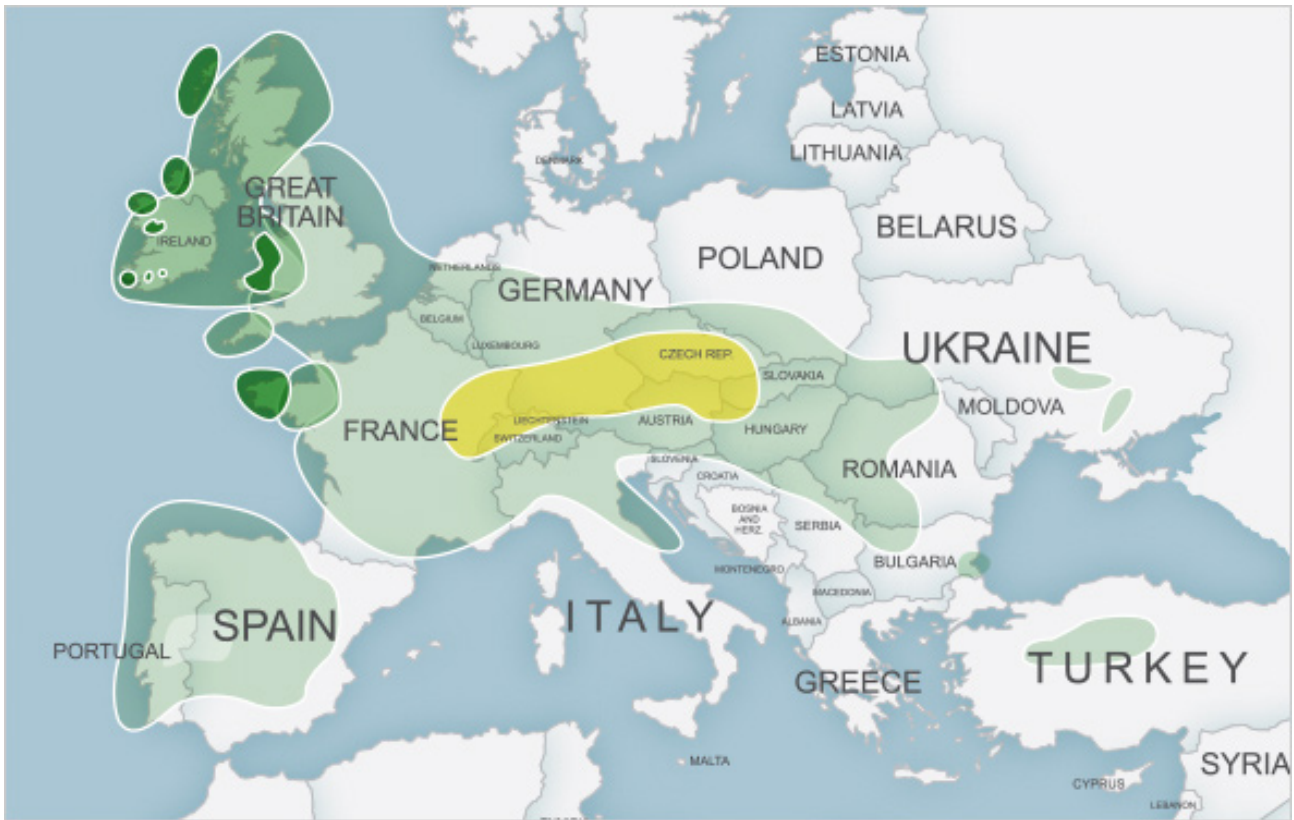 ESTONIA
LATVIA
LITHUANIA
DENMARK
GREAT
BRITAIN
BELARUS
IRELAND
POLAND
NETHERLANDS
GERMANY
BELGIUM
UKRAINE
LUXEMBOURG
CZECH REP.
SLOVAKIA
MOLDOVA
FRANCE
LIECHTENSTEIN
AUSTRIA
HUNGARY
SWITZERLAND
SLOVENIA
ROMANIA
CROATIA
BOSNIA
AND
HERZ.
SERBIA
BULGARIA
MONTENEGRO
MACEDONIA
ITALY
SPAIN
ALBANIA
PORTUGAL
TURKEY
GREECE
MALTA
SYRIA
CYPRUS
LEBANON